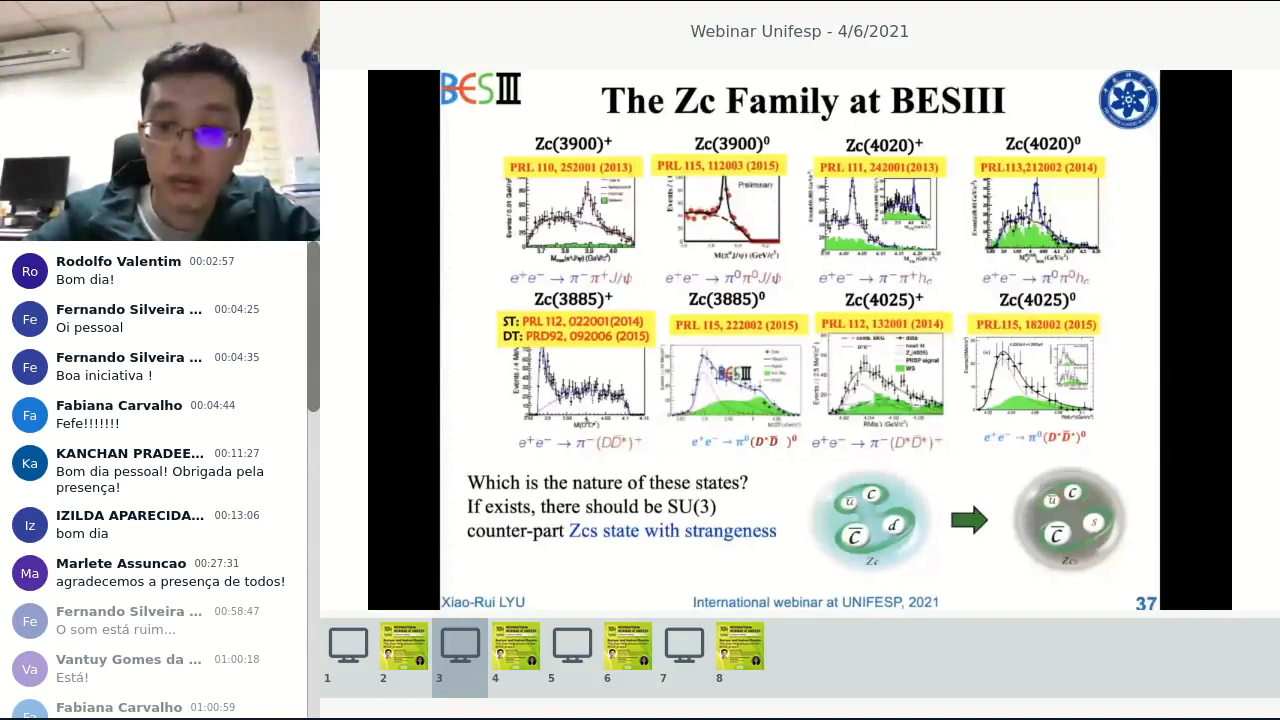 Webinar Unifesp - 4/6/2021
BESIII
The Zc Family at BESIII
Zc(3900)⁺
Zc(3900)⁰
Zc(4020)⁺
Zc(4020)⁰
PRL 110, 252001 (2013)
PRL 115, 112003 (2015)
PRL 111, 242001(2013)
PRL113,212002 (2014)
Preliminary
e⁺e⁻ → π⁻π⁺J/ψ
e⁺e⁻ → π⁰π⁰J/ψ
e⁺e⁻ → π⁻π⁺h_c
e⁺e⁻ → π⁰π⁰h_c
Zc(3885)⁺
Zc(3885)⁰
Zc(4025)⁺
Zc(4025)⁰
ST: PRL 112, 022001(2014)
DT: PRD92, 092006 (2015)
PRL 115, 222002 (2015)
PRL 112, 132001 (2014)
PRL115, 182002 (2015)
BESIII
e⁺e⁻ → π⁻(DD̄*)⁺
e⁺e⁻ → π⁰(D*D̄)⁰
e⁺e⁻ → π⁻(D*D̄*)⁺
e⁺e⁻ → π⁰(D*D̄*)⁰
Which is the nature of these states?
If exists, there should be SU(3)
counter-part Zcs state with strangeness
u̅ c
c̅ d
Zc
u̅ c
c̅ s
Xiao-Rui LYU
International webinar at UNIFESP, 2021
37
Ro
Rodolfo Valentim 00:02:57
Bom dia!
Fe
Fernando Silveira ... 00:04:25
Oi pessoal
Fe
Fernando Silveira ... 00:04:35
Boa iniciativa !
Fa
Fabiana Carvalho 00:04:44
Fefê!!!!!!!
Ka
KANCHAN PRADEE... 00:11:27
Bom dia pessoal! Obrigada pela
presença!
Iz
IZILDA APARECIDA... 00:13:06
bom dia
Ma
Marlete Assuncao 00:27:31
agradecemos a presença de todos!
Fe
Fernando Silveira ... 00:58:47
O som está ruim...
Va
Vantuy Gomes da ... 01:00:18
Está!
Fa
Fabiana Carvalho 01:00:59
1
2
3
4
5
6
7
8